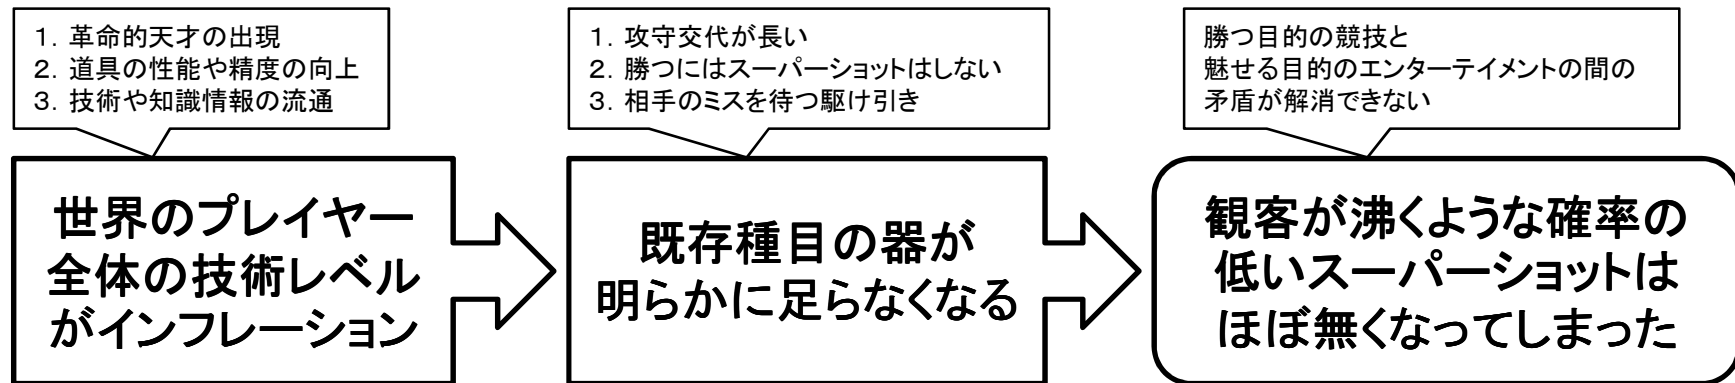 1. 革命的天才の出現
2. 道具の性能や精度の向上
3. 技術や知識情報の流通
世界のプレイヤー
全体の技術レベル
がインフレーション
1. 攻守交代が長い
2. 勝つにはスーパーショットはしない
3. 相手のミスを待つ駆け引き
既存種目の器が
明らかに足らなくなる
勝つ目的の競技と
魅せる目的のエンターテイメントの間の
矛盾が解消できない
観客が沸くような確率の
低いスーパーショットは
ほぼ無くなってしまった